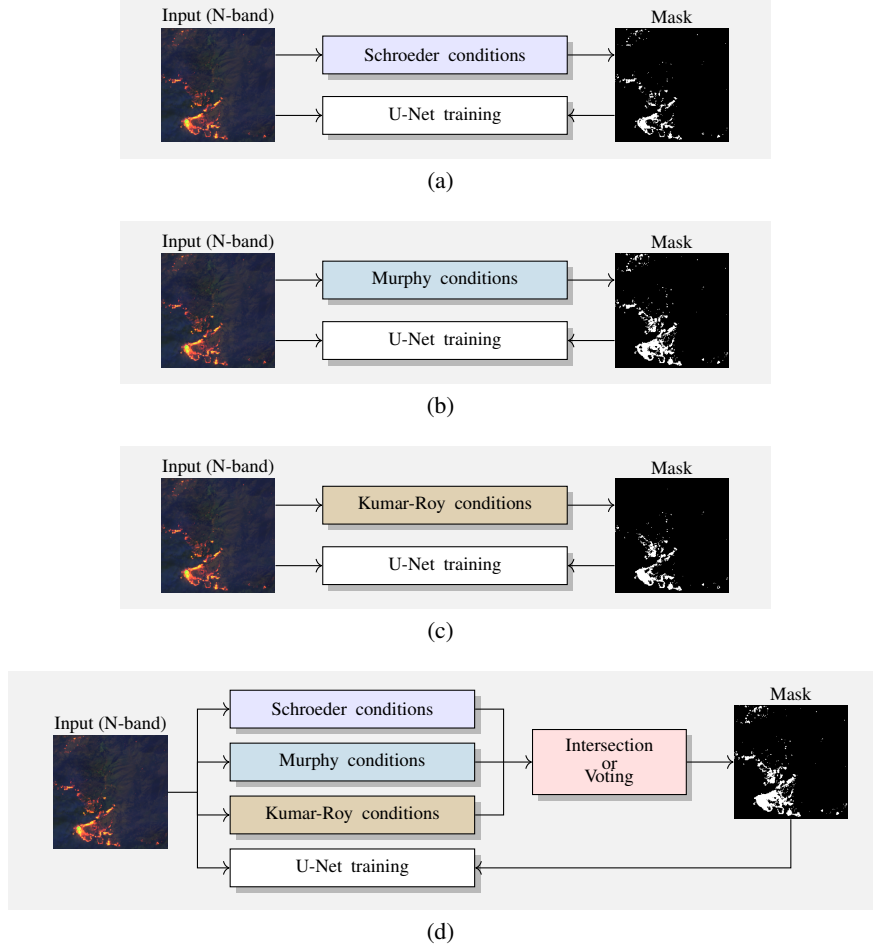 Input (N-band)
Mask
Schroeder conditions
U-Net training
(a)
Input (N-band)
Mask
Murphy conditions
U-Net training
(b)
Input (N-band)
Mask
Kumar-Roy conditions
U-Net training
(c)
Input (N-band)
Schroeder conditions
Murphy conditions
Kumar-Roy conditions
U-Net training
Intersection
or
Voting
Mask
(d)